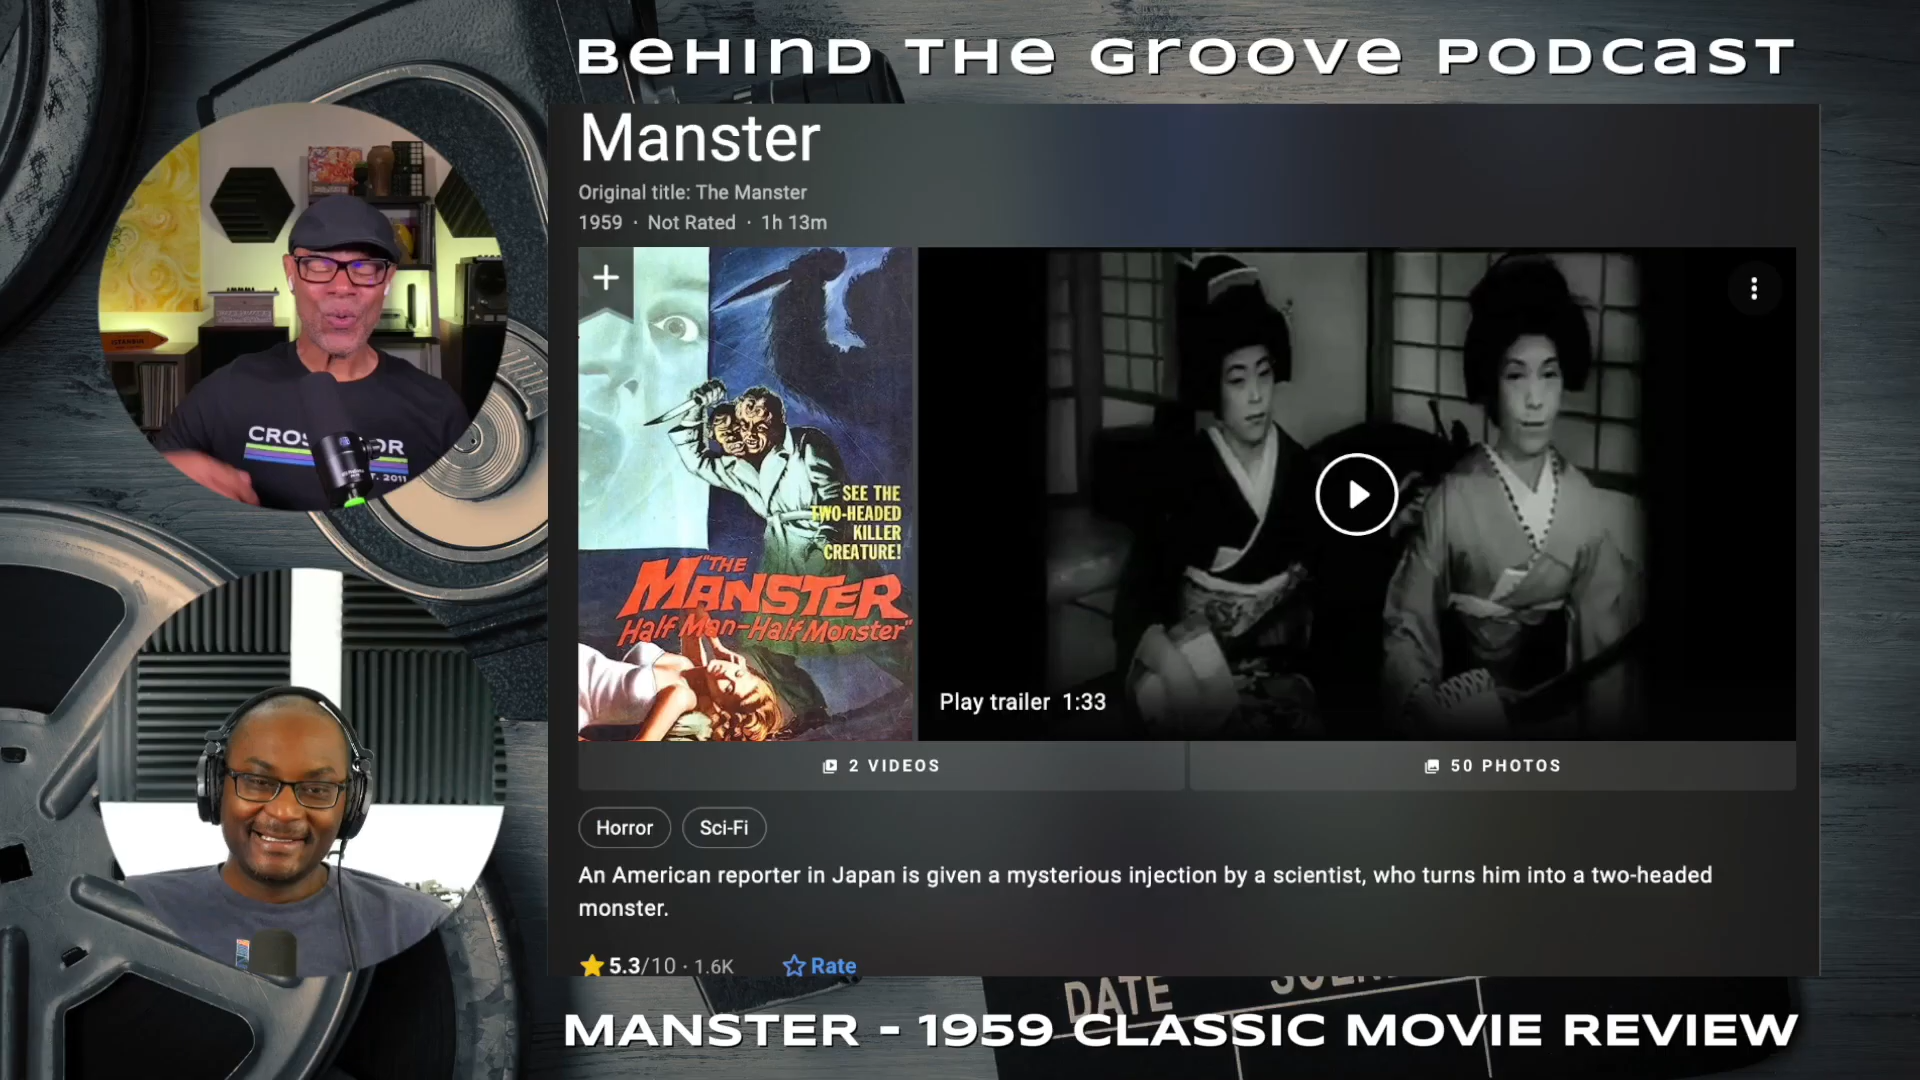 BeHIND THe GrOOVE PODCaST
Manster
Original title: The Manster
1959 · Not Rated · 1h 13m
+
SEE THE
TWO-HEADED
KILLER
CREATURE!
"THE
MANSTER
Half Man-Half Monster"
Play trailer 1:33
2 VIDEOS
50 PHOTOS
Horror
Sci-Fi
An American reporter in Japan is given a mysterious injection by a scientist, who turns him into a two-headed
monster.
5.3/10 · 1.6K
Rate
DATE
MANSTER - 1959 CLASSIC MOVIE REVIEW
ISTANBUL
T. 2011